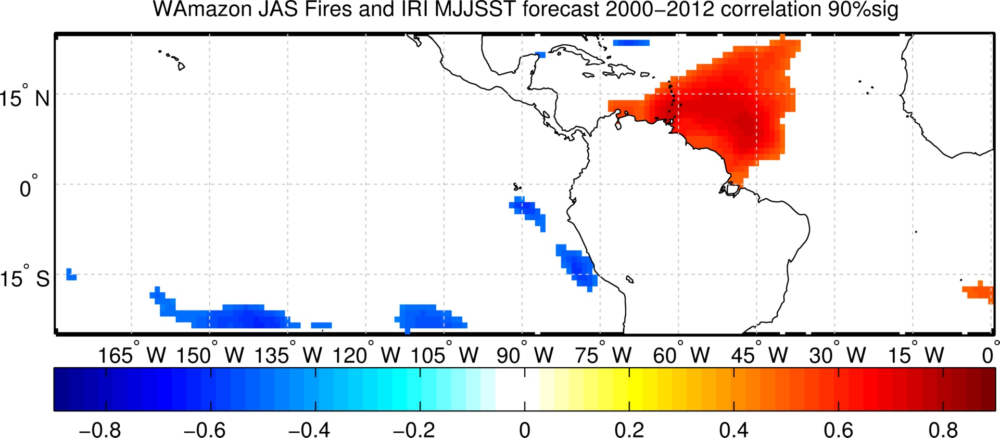 WAmazon JAS Fires and IRI MJJSST forecast 2000−2012 correlation 90%sig
15° N
0°
15° S
165° W 150° W 135° W 120° W 105° W 90° W 75° W 60° W 45° W 30° W 15° W 0°
−0.8 −0.6 −0.4 −0.2 0 0.2 0.4 0.6 0.8